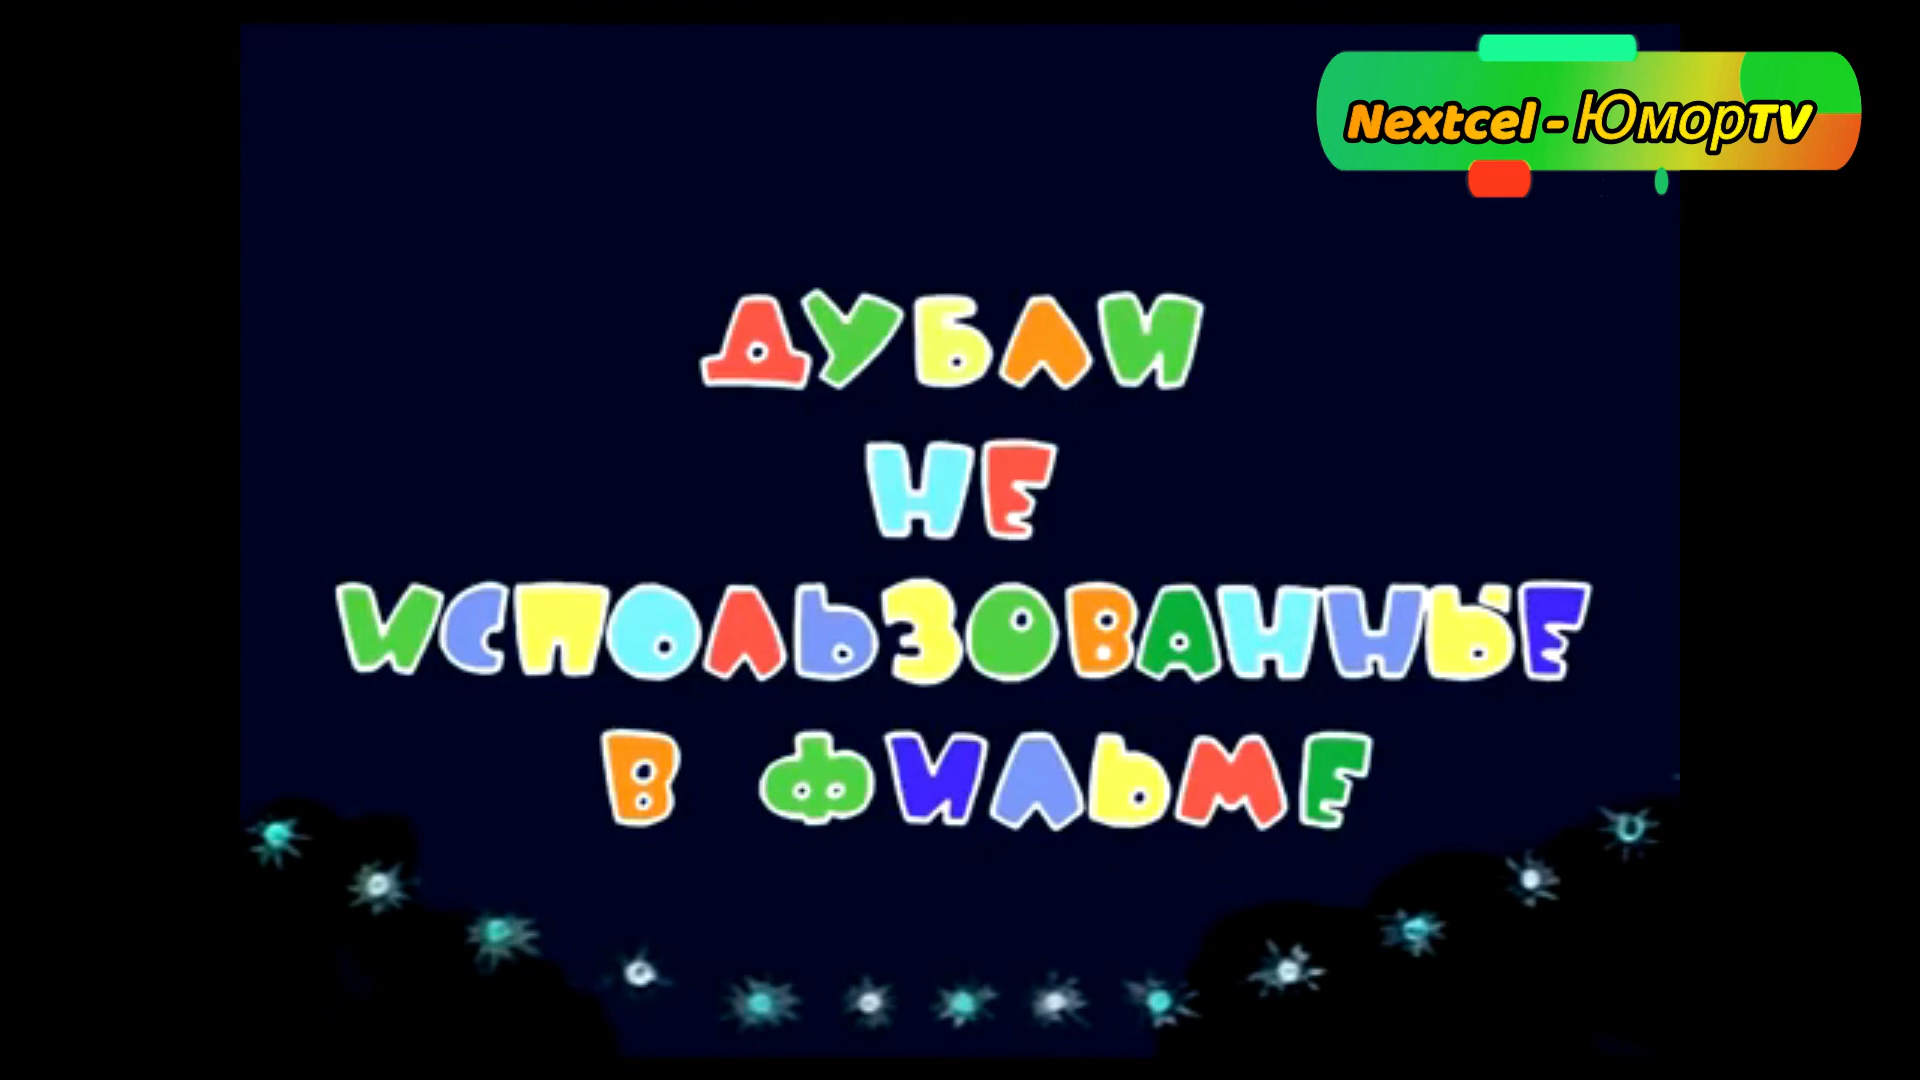 Nextcel - ЮморTV
ДУБЛИ
НЕ
ИСПОЛЬЗОВАННЫЕ
В ФИЛЬМЕ